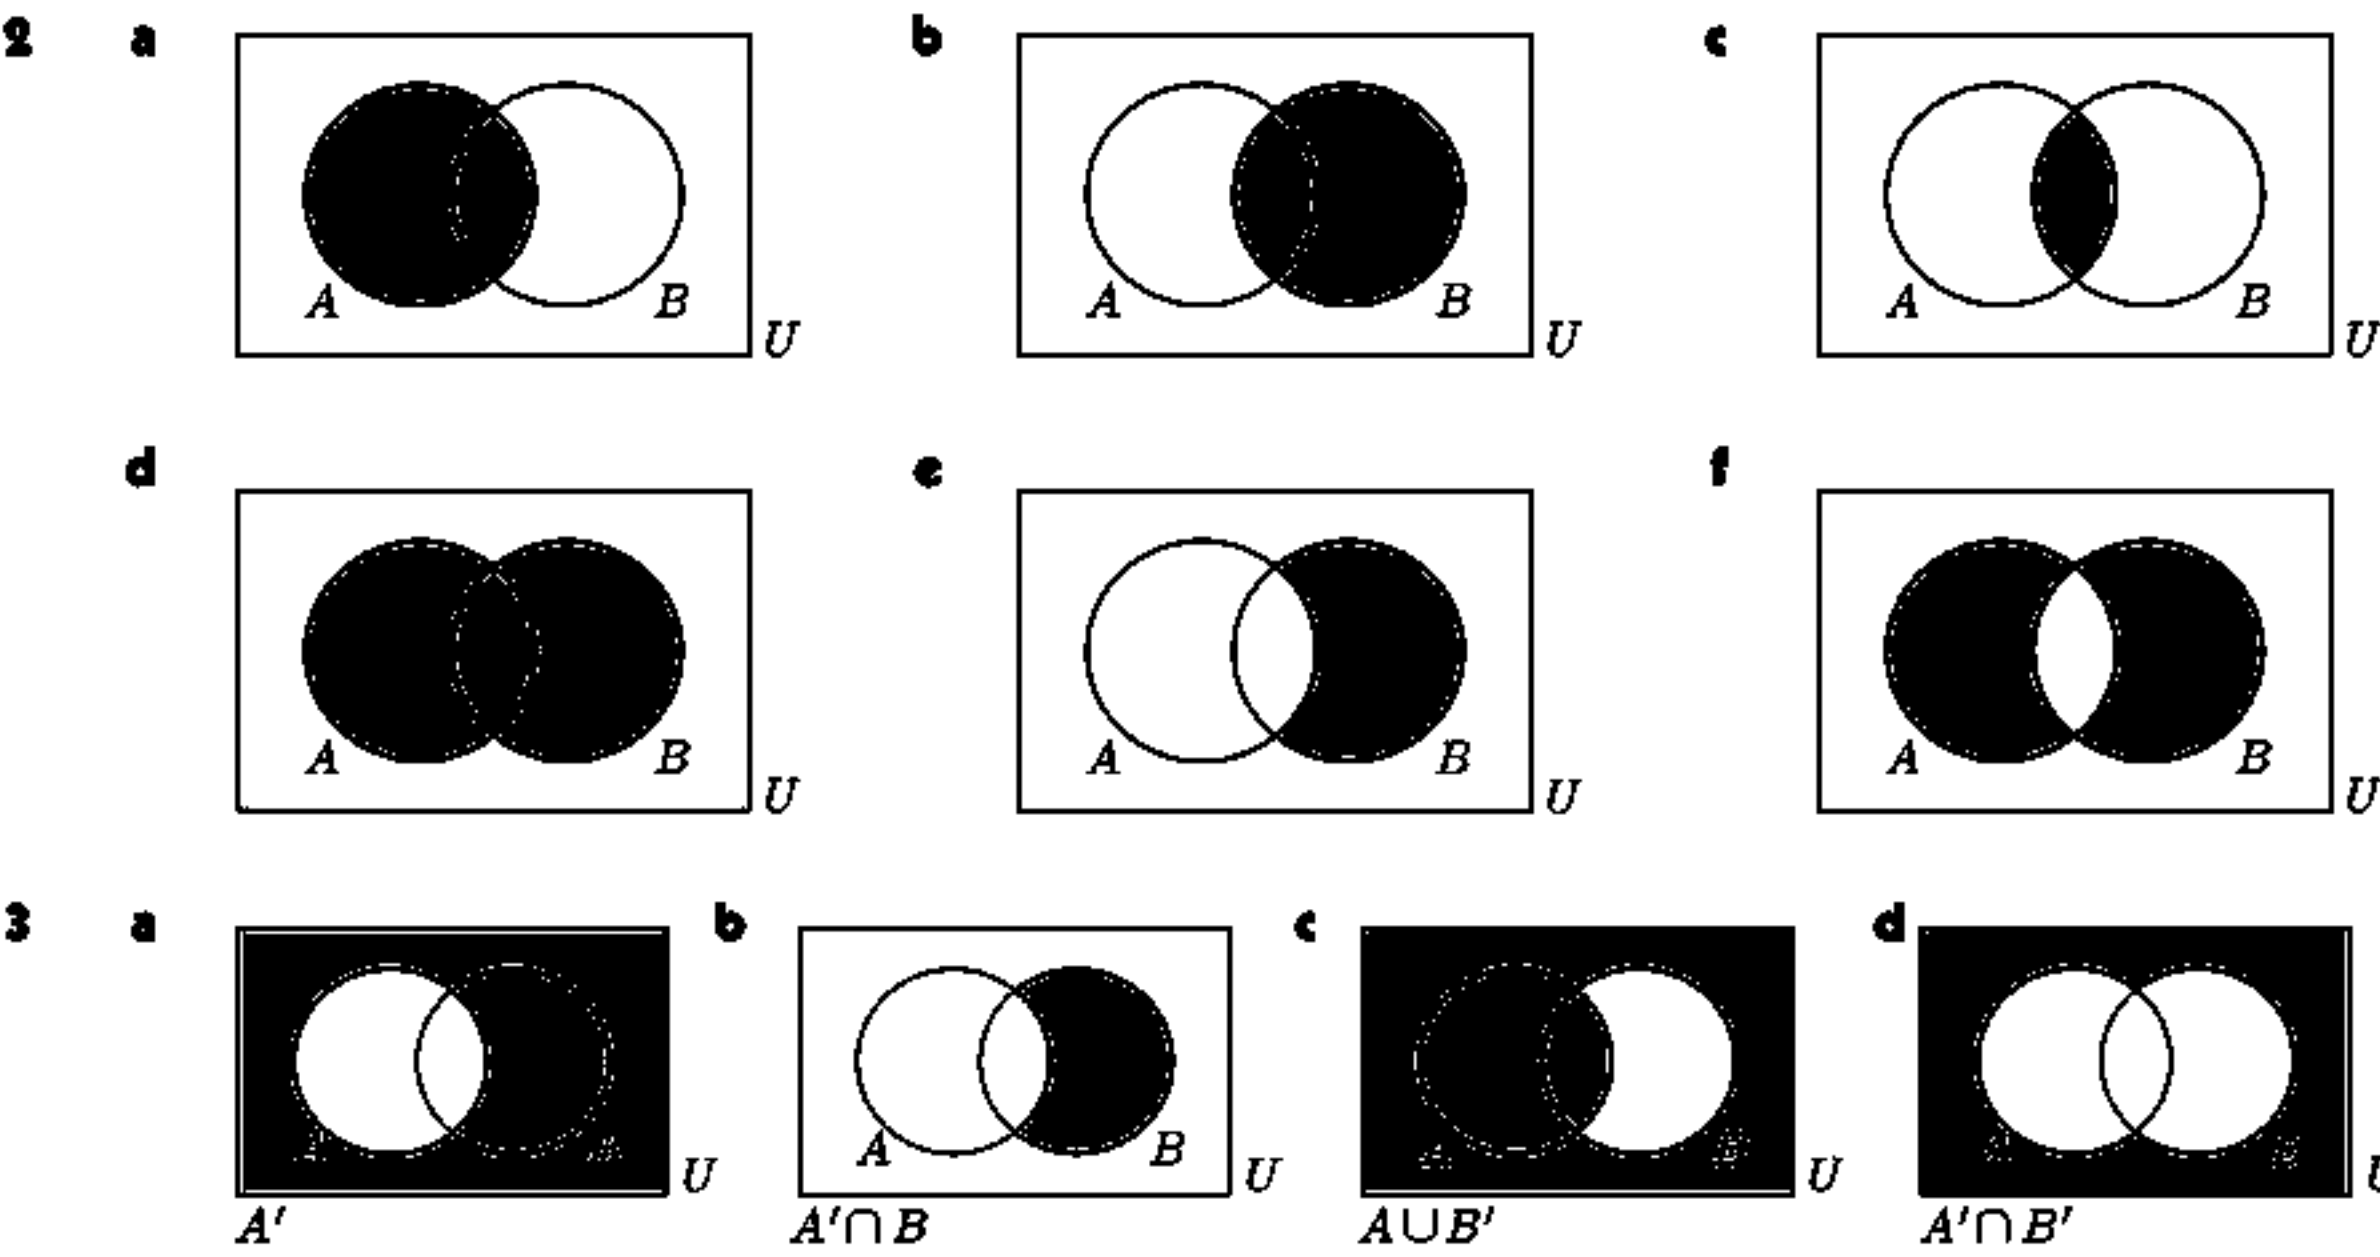 2 a b c
A B U A B U A B U
d e f
A B U A B U A B U
3 a b c d
A B U A B U A B U A B
A′ A′∩B A∪B′ A′∩B′